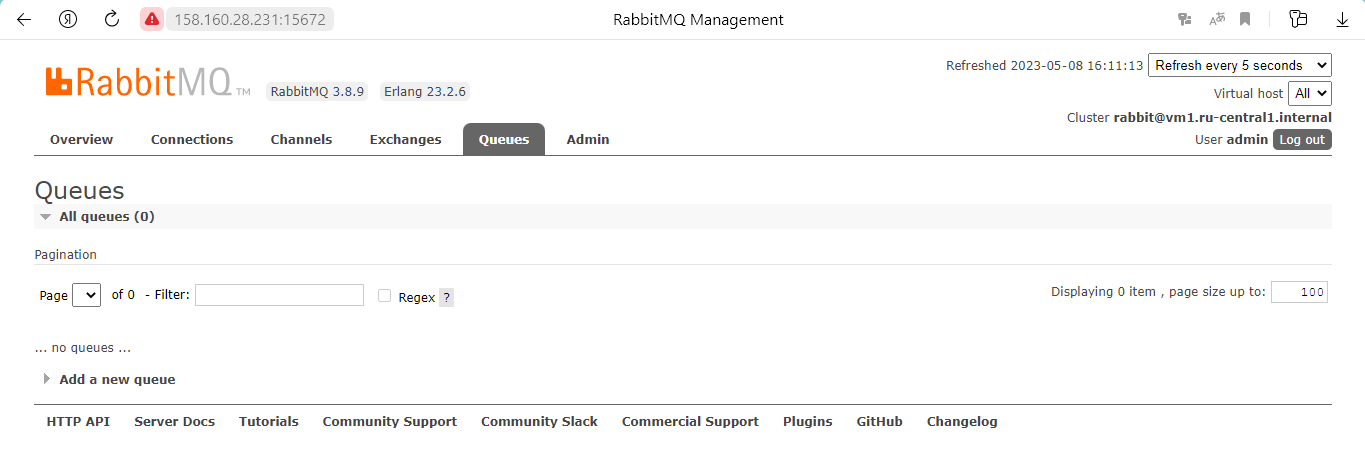 Я 158.160.28.231:15672 RabbitMQ Management
RabbitMQ TM RabbitMQ 3.8.9 Erlang 23.2.6
Refreshed 2023-05-08 16:11:13 Refresh every 5 seconds
Virtual host All
Cluster rabbit@vm1.ru-central1.internal
User admin Log out
Overview Connections Channels Exchanges Queues Admin
Queues
All queues (0)
Pagination
Page of 0 - Filter: Regex ? Displaying 0 item , page size up to: 100
... no queues ...
Add a new queue
HTTP API Server Docs Tutorials Community Support Community Slack Commercial Support Plugins GitHub Changelog